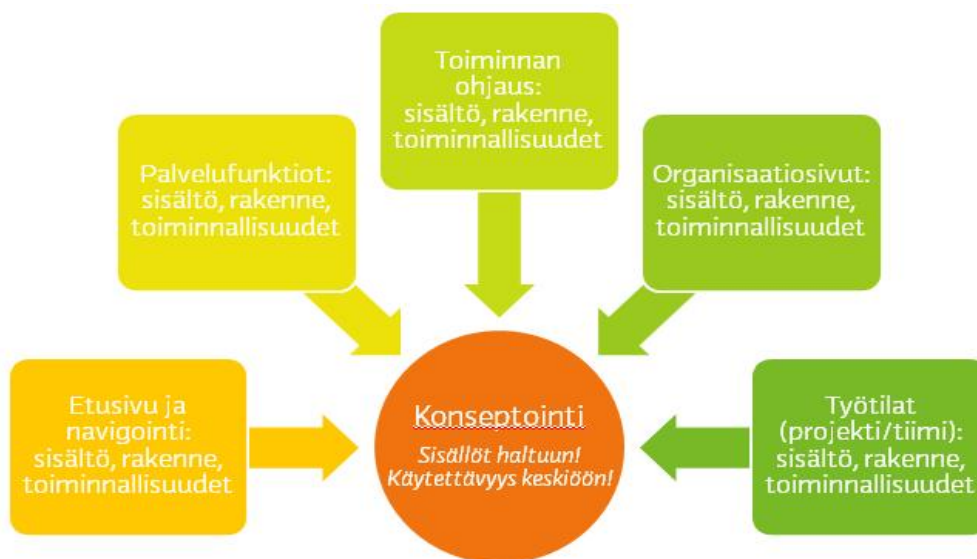 Toiminnan
ohjaus:
sisältö, rakenne,
toiminnallisuudet
Palvelufunktiot:
sisältö, rakenne,
toiminnallisuudet
Organisaatiosivut:
sisältö, rakenne,
toiminnallisuudet
Etusivu ja
navigointi:
sisältö, rakenne,
toiminnallisuudet
Konseptointi
Sisällöt haltuun!
Käytettävyys keskiöön!
Työtilat
(projekti/tiimi):
sisältö, rakenne,
toiminnallisuudet